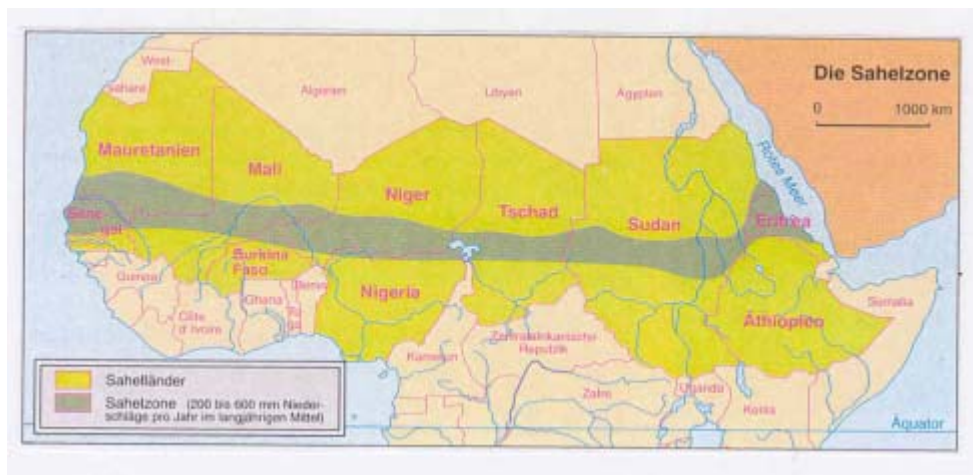 Die Sahelzone
0 1000 km
West
Sahara
Algerien
Libyen
Ägypten
Rotes Meer
Mauretanien
Mali
Niger
Tschad
Sudan
Eritrea
Sene-
gal
Burkina
Faso
Nigeria
Äthiopien
Guinea
Côte
d'Ivoire
Ghana
Benin
Kamerun
Zentralafrikanische
Republik
Zaire
Uganda
Kenia
Somalia
Äquator
Sahelländer
Sahelzone (200 bis 600 mm Nieder-
schläge pro Jahr im langjährigen Mittel)